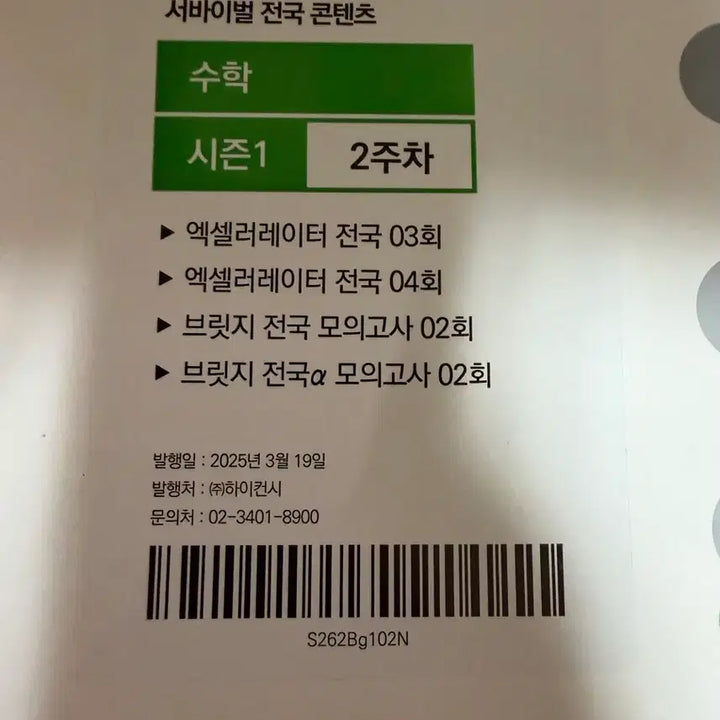 서바이벌 전국 콘텐츠
수학
시즌1 2주차
▶ 엑셀러레이터 전국 03회
▶ 엑셀러레이터 전국 04회
▶ 브릿지 전국 모의고사 02회
▶ 브릿지 전국α 모의고사 02회
발행일 : 2025년 3월 19일
발행처 : ㈜하이컨시
문의처 : 02-3401-8900
S262Bg102N